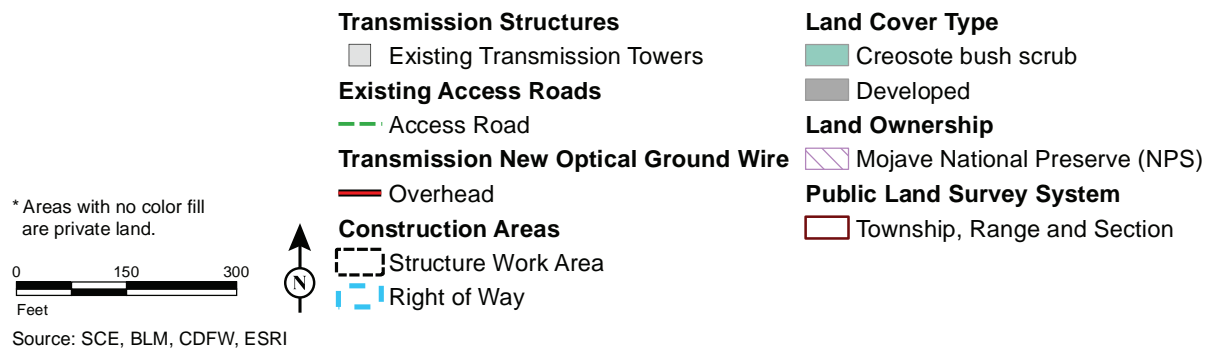 Transmission Structures
Existing Transmission Towers
Existing Access Roads
Access Road
Transmission New Optical Ground Wire
Overhead
Construction Areas
Structure Work Area
Right of Way
Land Cover Type
Creosote bush scrub
Developed
Land Ownership
Mojave National Preserve (NPS)
Public Land Survey System
Township, Range and Section
* Areas with no color fill
are private land.
0 150 300
Feet
N
Source: SCE, BLM, CDFW, ESRI